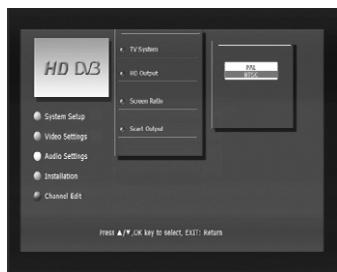 HD DVB
System Setup
Video Settings
Audio Settings
Installation
Channel Edit
TV System
HD Output
Screen Ratio
Scart Output
PAL
NTSC
Press ▲/▼,OK key to select, EXIT: Return